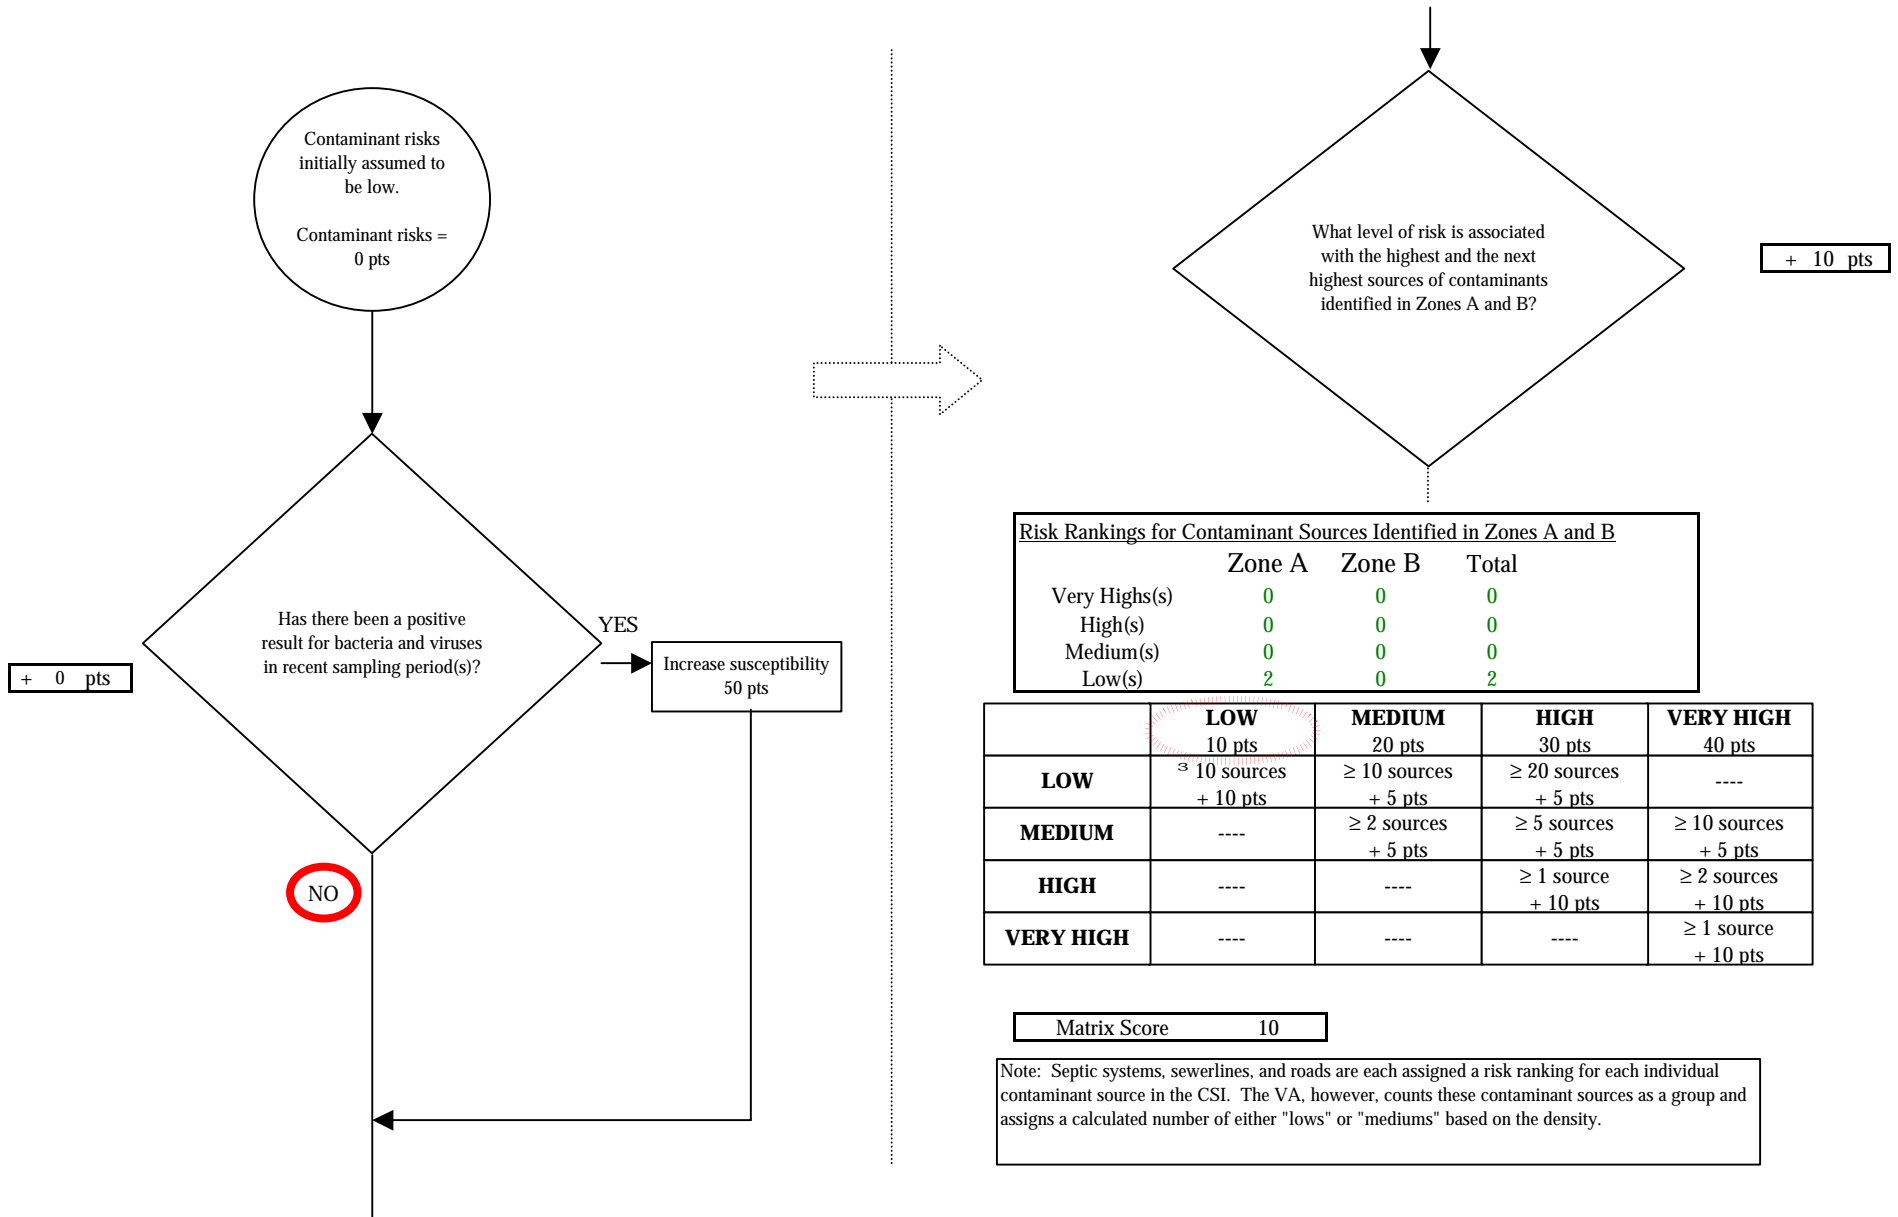 Contaminant risks
initially assumed to
be low.
Contaminant risks =
0 pts
Has there been a positive
result for bacteria and viruses
in recent sampling period(s)?
YES
+ 0 pts
Increase susceptibility
50 pts
NO
What level of risk is associated
with the highest and the next
highest sources of contaminants
identified in Zones A and B?
+ 10 pts
Risk Rankings for Contaminant Sources Identified in Zones A and B
Zone A Zone B Total
Very Highs(s) 0 0 0
High(s) 0 0 0
Medium(s) 0 0 0
Low(s) 2 0 2
LOW MEDIUM HIGH VERY HIGH
10 pts 20 pts 30 pts 40 pts
LOW ³ 10 sources + 10 pts ≥ 10 sources + 5 pts ≥ 20 sources + 5 pts ----
MEDIUM ---- ≥ 2 sources + 5 pts ≥ 5 sources + 5 pts ≥ 10 sources + 5 pts
HIGH ---- ---- ≥ 1 source + 10 pts ≥ 2 sources + 10 pts
VERY HIGH ---- ---- ---- ≥ 1 source + 10 pts
Matrix Score 10
Note: Septic systems, sewerlines, and roads are each assigned a risk ranking for each individual
contaminant source in the CSI. The VA, however, counts these contaminant sources as a group and
assigns a calculated number of either "lows" or "mediums" based on the density.